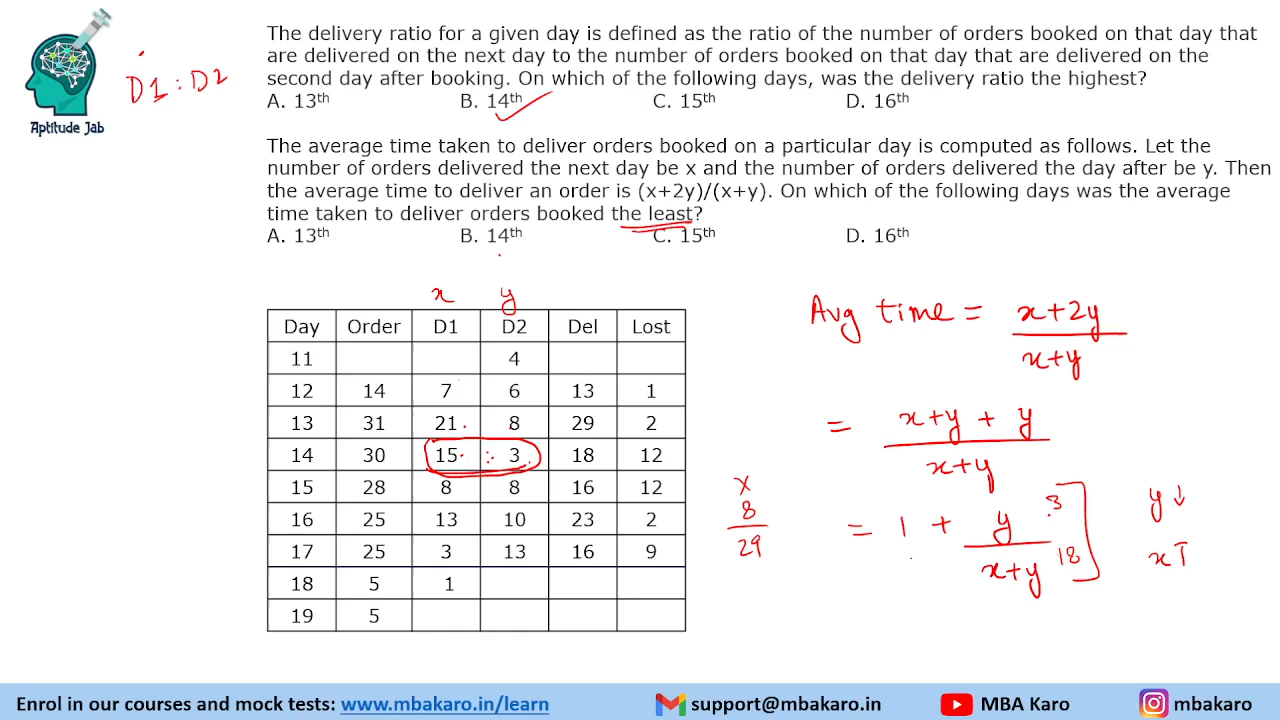 The delivery ratio for a given day is defined as the ratio of the number of orders booked on that day that
are delivered on the next day to the number of orders booked on that day that are delivered on the
second day after booking. On which of the following days, was the delivery ratio the highest?
A. 13th B. 14th C. 15th D. 16th
D1 : D2
Aptitude Jab
The average time taken to deliver orders booked on a particular day is computed as follows. Let the
number of orders delivered the next day be x and the number of orders delivered the day after be y. Then
the average time to deliver an order is (x+2y)/(x+y). On which of the following days was the average
time taken to deliver orders booked the least?
A. 13th B. 14th C. 15th D. 16th
x y
Day Order D1 D2 Del Lost
11 4
12 14 7 6 13 1
13 31 21 8 29 2
14 30 15 : 3 18 12
15 28 8 8 16 12
16 25 13 10 23 2
17 25 3 13 16 9
18 5 1
19 5
Avg time = x+2y
x+y
= x+y + y
x+y
x
8
29
= 1 + y 3
x+y 18
y ↓
x ↑
Enrol in our courses and mock tests: www.mbakaro.in/learn support@mbakaro.in MBA Karo mbakaro